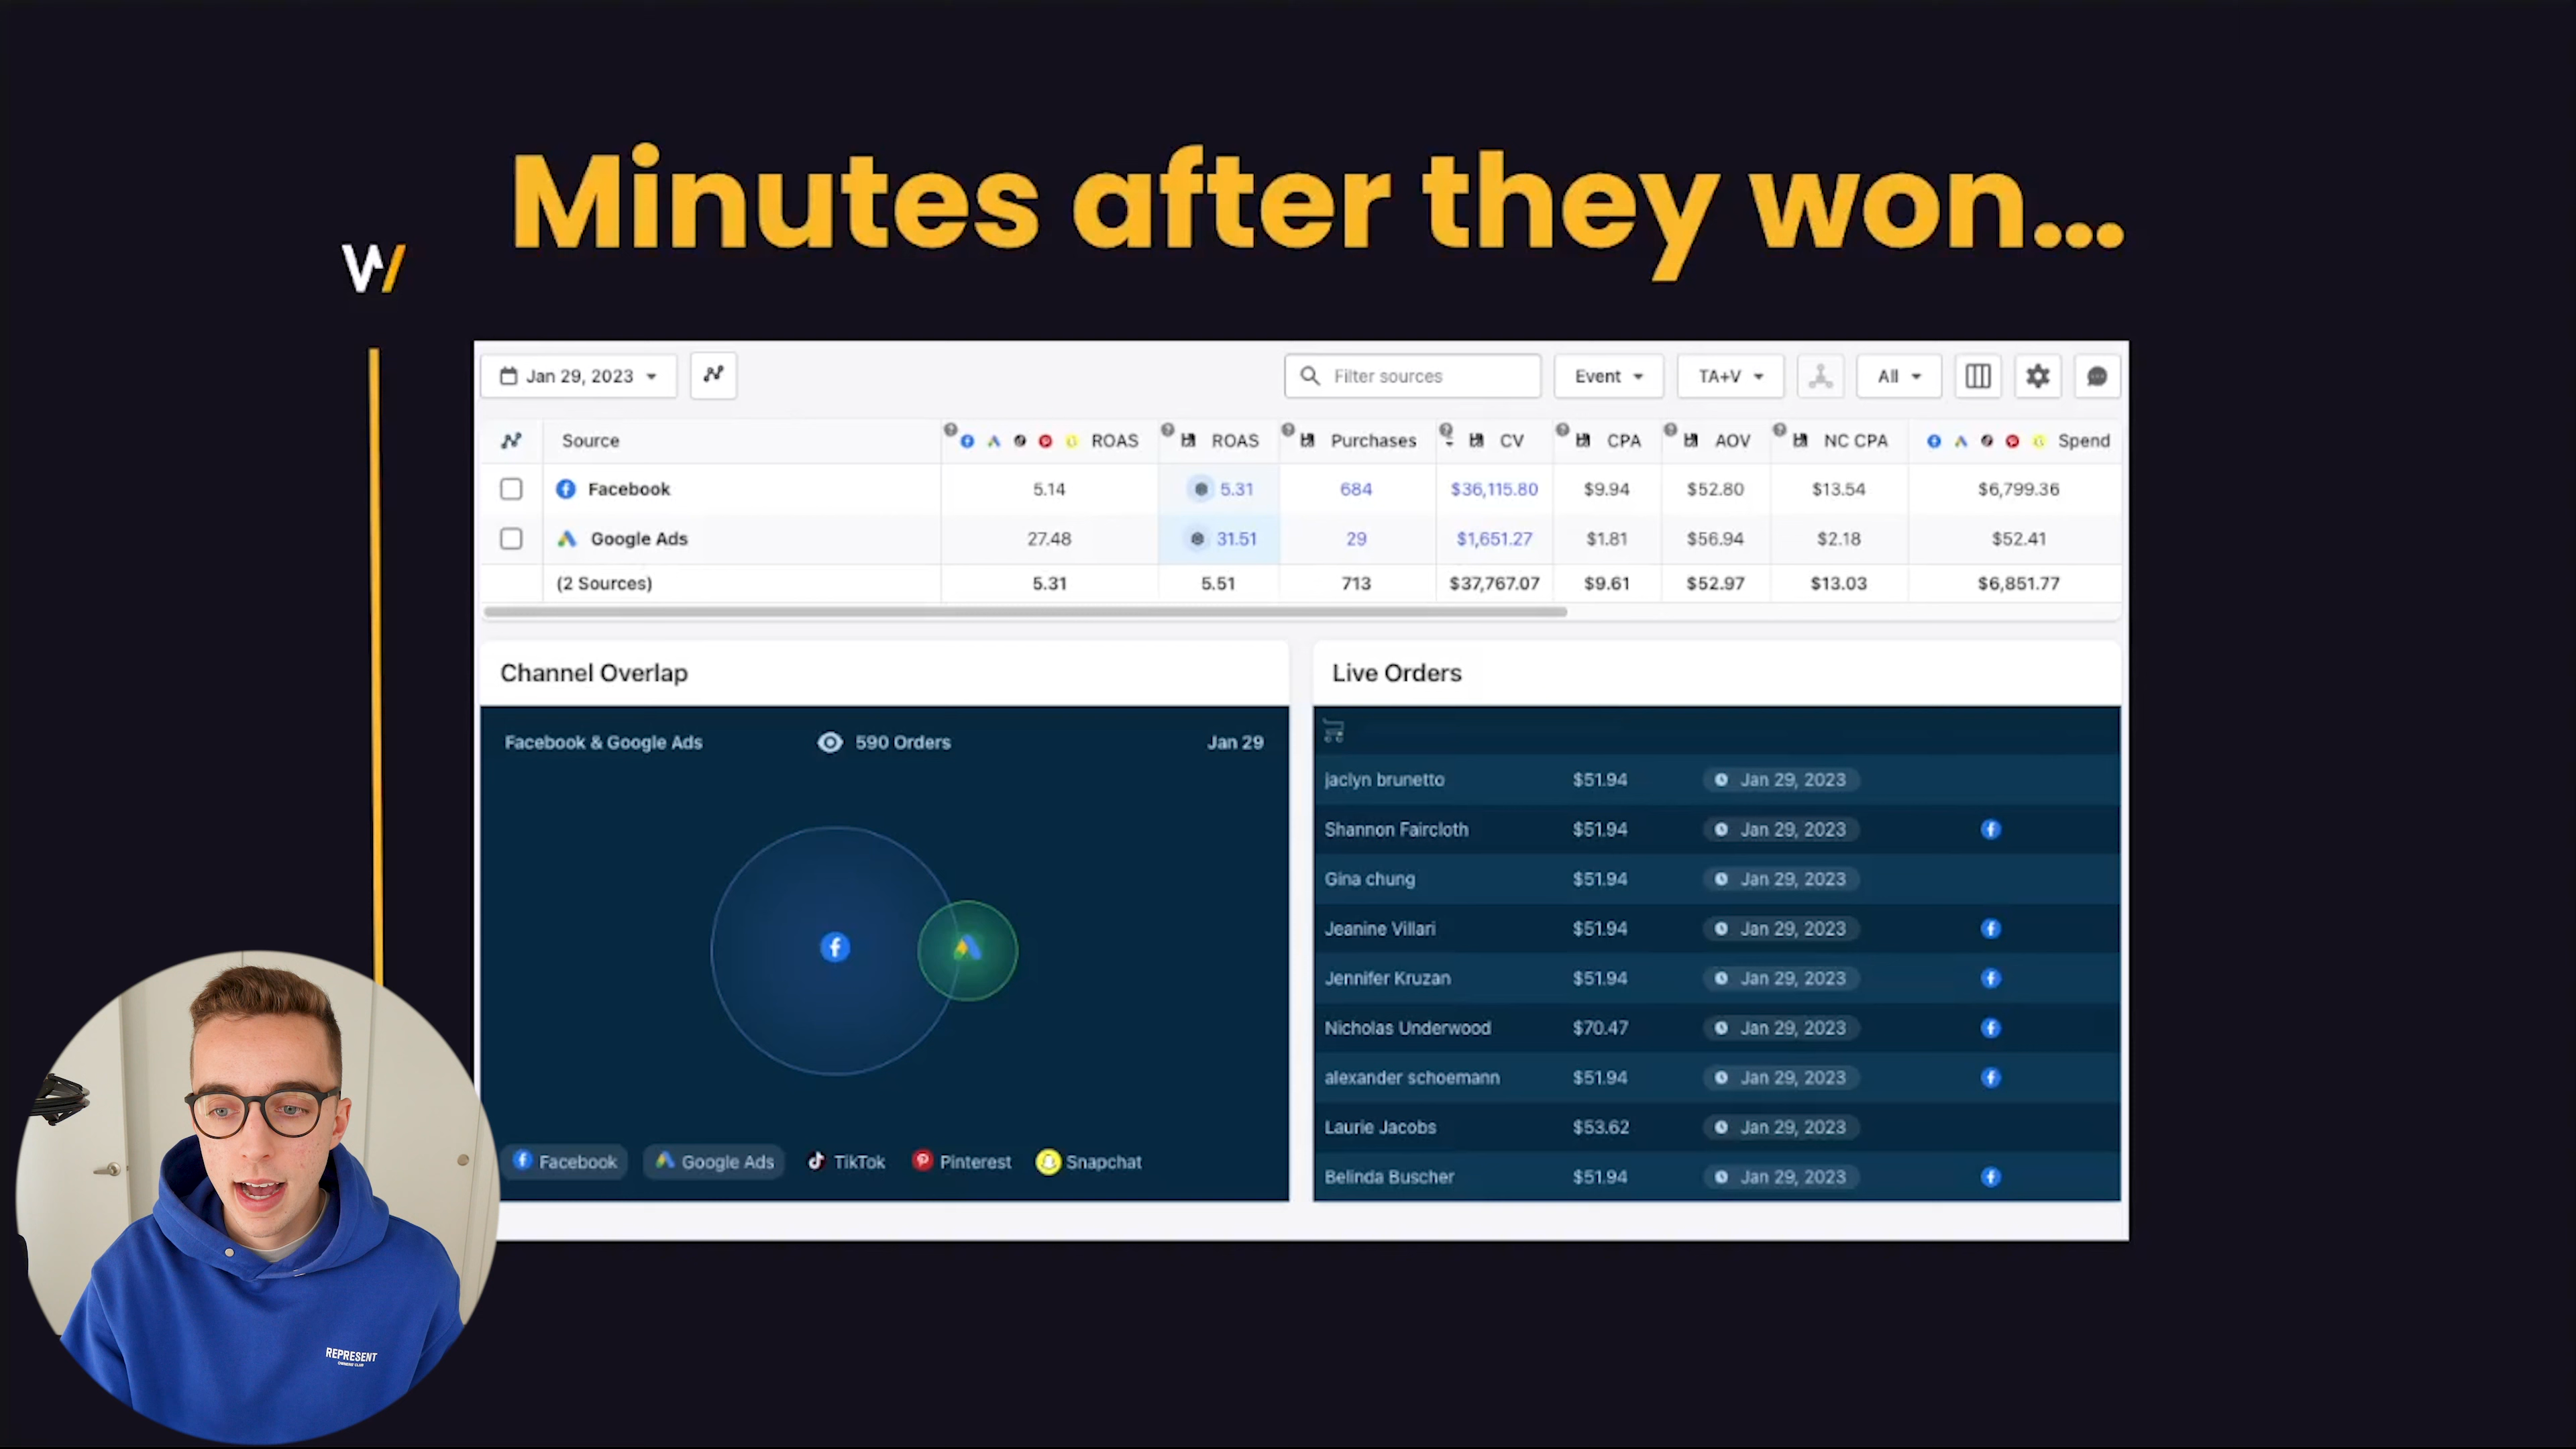 Minutes after they won...
W
Jan 29, 2023
Filter sources
Event
TA+V
All
Source ROAS ROAS Purchases CV CPA AOV NC CPA Spend
Facebook 5.14 5.31 684 $36,115.80 $9.94 $52.80 $13.54 $6,799.36
Google Ads 27.48 31.51 29 $1,651.27 $1.81 $56.94 $2.18 $52.41
(2 Sources) 5.31 5.51 713 $37,767.07 $9.61 $52.97 $13.03 $6,851.77
Channel Overlap
Facebook & Google Ads 590 Orders Jan 29
Facebook Google Ads TikTok Pinterest Snapchat
Live Orders
jaclyn brunetto $51.94 Jan 29, 2023
Shannon Faircloth $51.94 Jan 29, 2023
Gina chung $51.94 Jan 29, 2023
Jeanine Villari $51.94 Jan 29, 2023
Jennifer Kruzan $51.94 Jan 29, 2023
Nicholas Underwood $70.47 Jan 29, 2023
alexander schoemann $51.94 Jan 29, 2023
Laurie Jacobs $53.62 Jan 29, 2023
Belinda Buscher $51.94 Jan 29, 2023
REPRESENT
OWNERS' CLUB